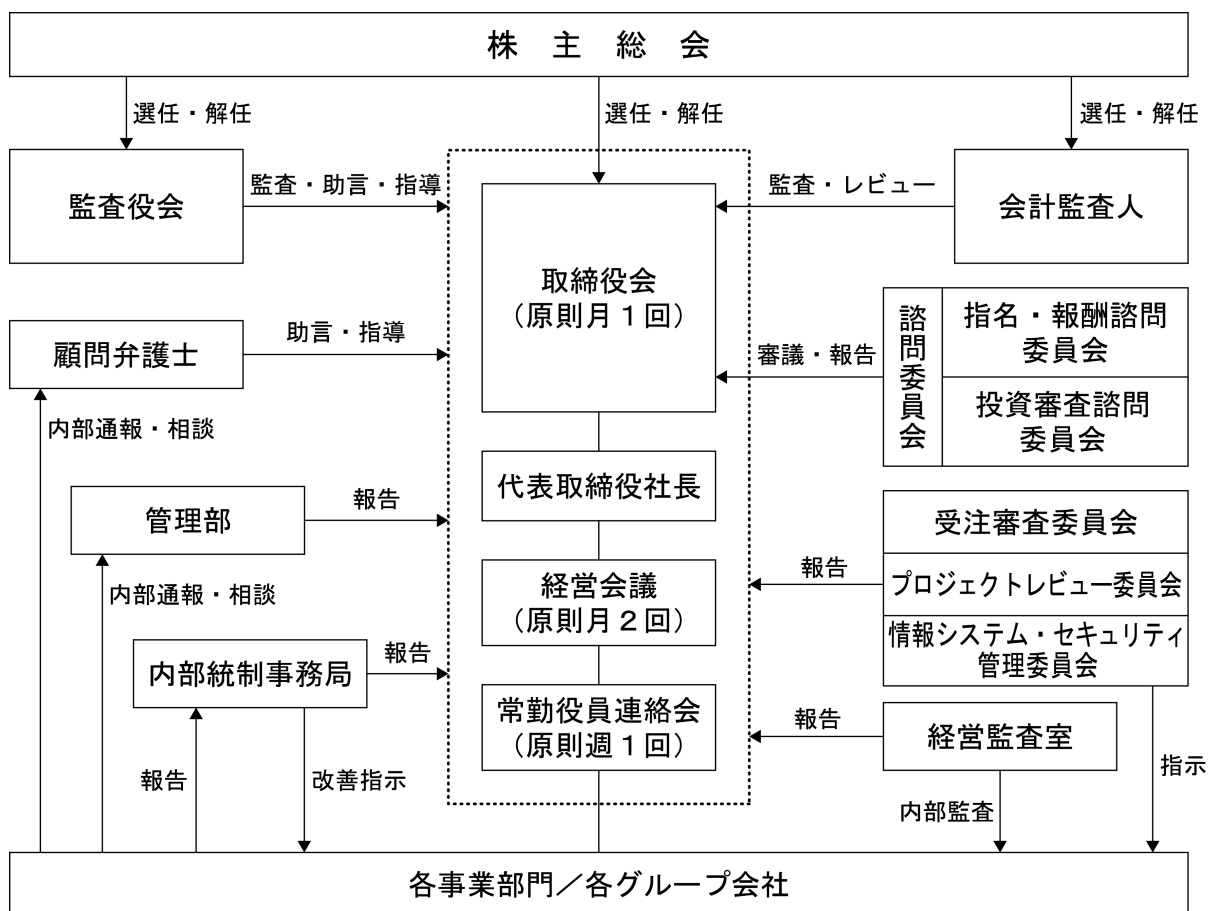 株主総会
選任・解任
選任・解任
選任・解任
監査役会
監査・助言・指導
監査・レビュー
会計監査人
取締役会
(原則月1回)
諮問委員会
指名・報酬諮問
委員会
投資審査諮問
委員会
顧問弁護士
助言・指導
審議・報告
内部通報・相談
代表取締役社長
管理部
報告
受注審査委員会
プロジェクトレビュー委員会
情報システム・セキュリティ
管理委員会
報告
内部通報・相談
経営会議
(原則月2回)
内部統制事務局
報告
常勤役員連絡会
(原則週1回)
報告
経営監査室
報告
改善指示
内部監査
指示
各事業部門/各グループ会社